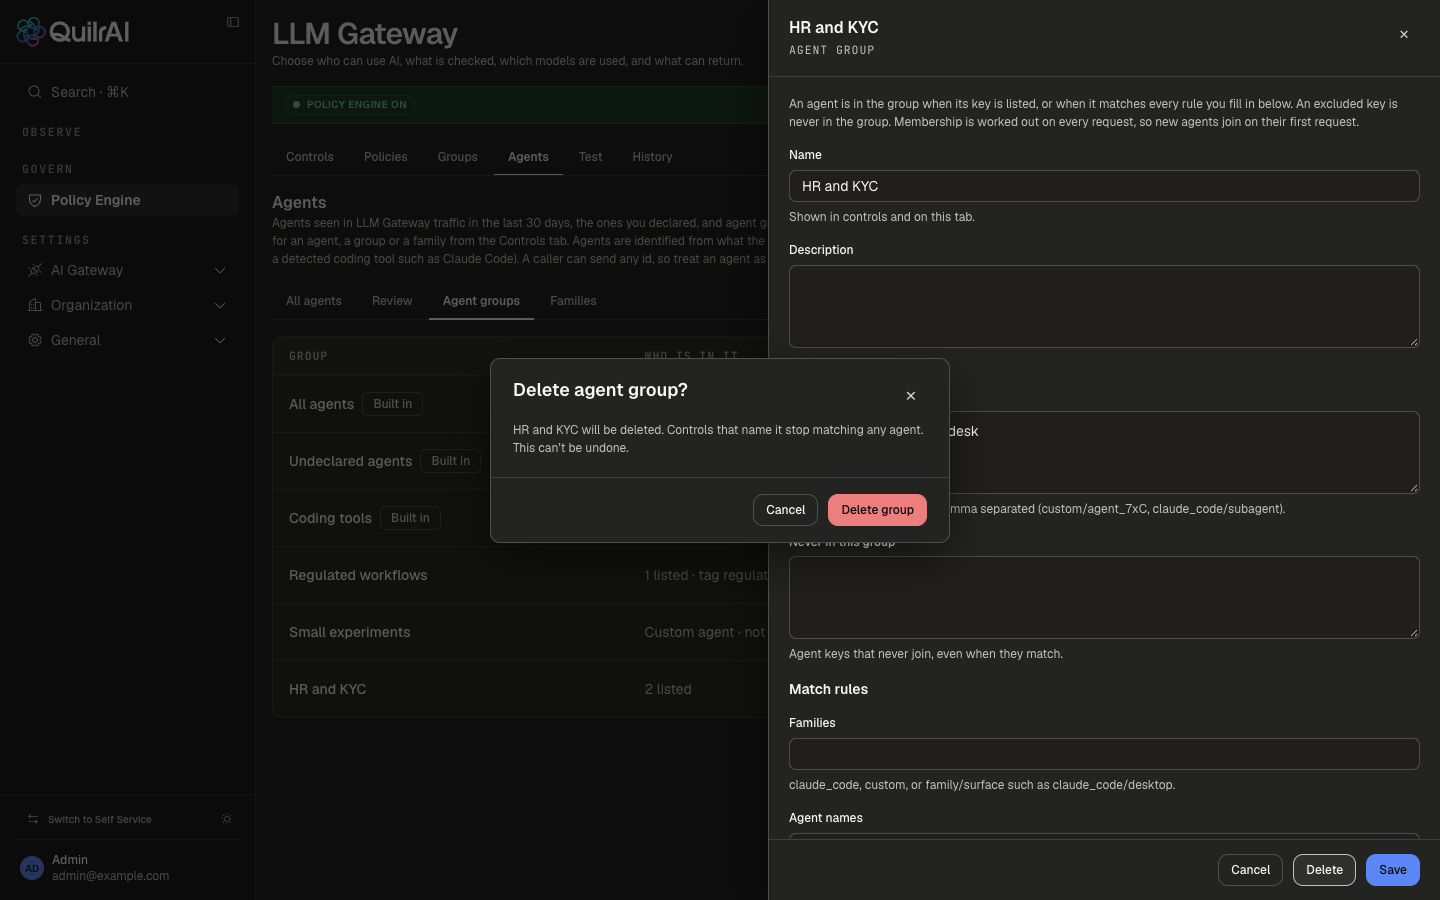 QuilrAI
Search · ⌘K
OBSERVE
GOVERN
Policy Engine
SETTINGS
AI Gateway
Organization
General
Switch to Self Service
AD
Admin
admin@example.com
LLM Gateway
Choose who can use AI, what is checked, which models are used, and what can return.
POLICY ENGINE ON
Controls Policies Groups Agents Test History
Agents
Agents seen in LLM Gateway traffic in the last 30 days, the ones you declared, and agent g
for an agent, a group or a family from the Controls tab. Agents are identified from what the
a detected coding tool such as Claude Code). A caller can send any id, so treat an agent as
All agents Review Agent groups Families
GROUP WHO IS IN IT
All agents Built in
Undeclared agents Built in
Coding tools Built in
Regulated workflows 1 listed · tag regulat
Small experiments Custom agent · not
HR and KYC 2 listed
Delete agent group?
HR and KYC will be deleted. Controls that name it stop matching any agent.
This can't be undone.
Cancel Delete group
HR and KYC
AGENT GROUP
An agent is in the group when its key is listed, or when it matches every rule you fill in below. An excluded key is
never in the group. Membership is worked out on every request, so new agents join on their first request.
Name
HR and KYC
Shown in controls and on this tab.
Description
desk
mma separated (custom/agent_7xC, claude_code/subagent).
Never in this group
Agent keys that never join, even when they match.
Match rules
Families
claude_code, custom, or family/surface such as claude_code/desktop.
Agent names
Cancel Delete Save